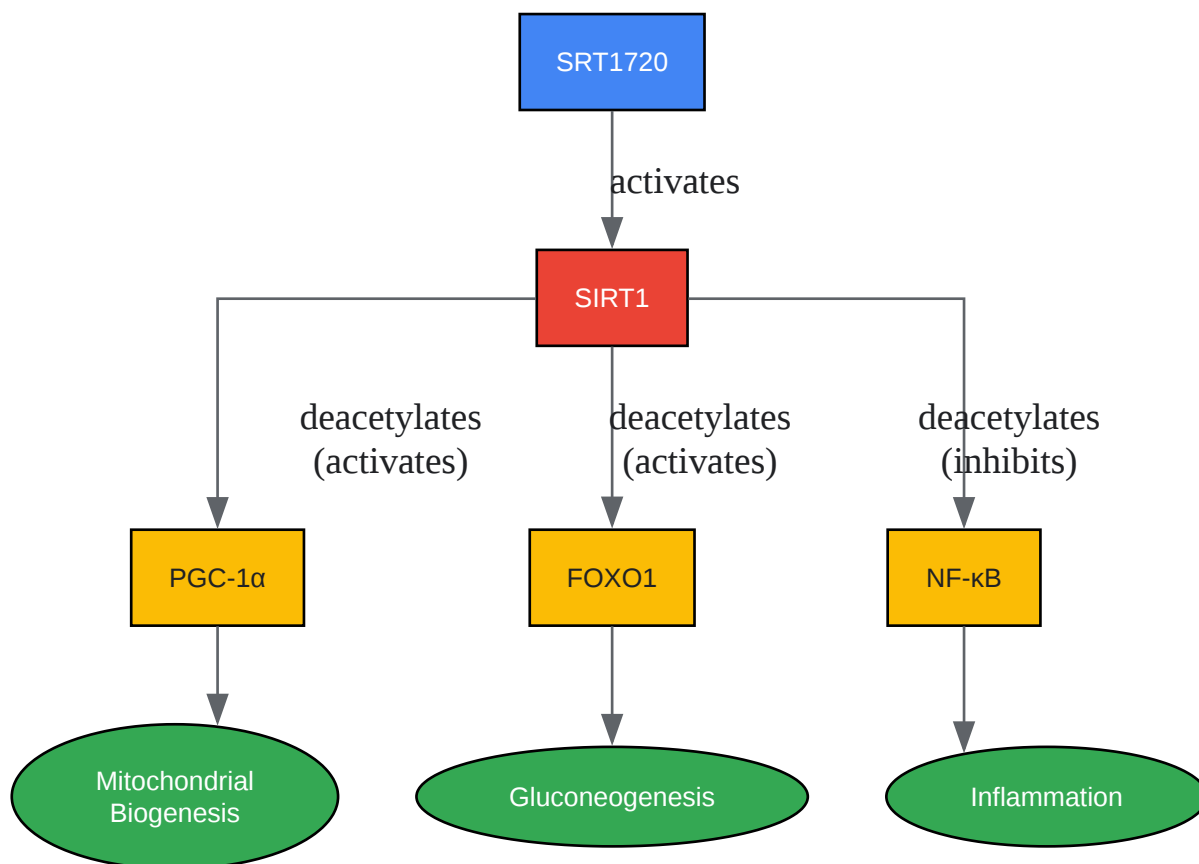 SRT1720
activates
SIRT1
deacetylates
(activates)
deacetylates
(activates)
deacetylates
(inhibits)
PGC-1α
FOXO1
NF-κB
Mitochondrial
Biogenesis
Gluconeogenesis
Inflammation